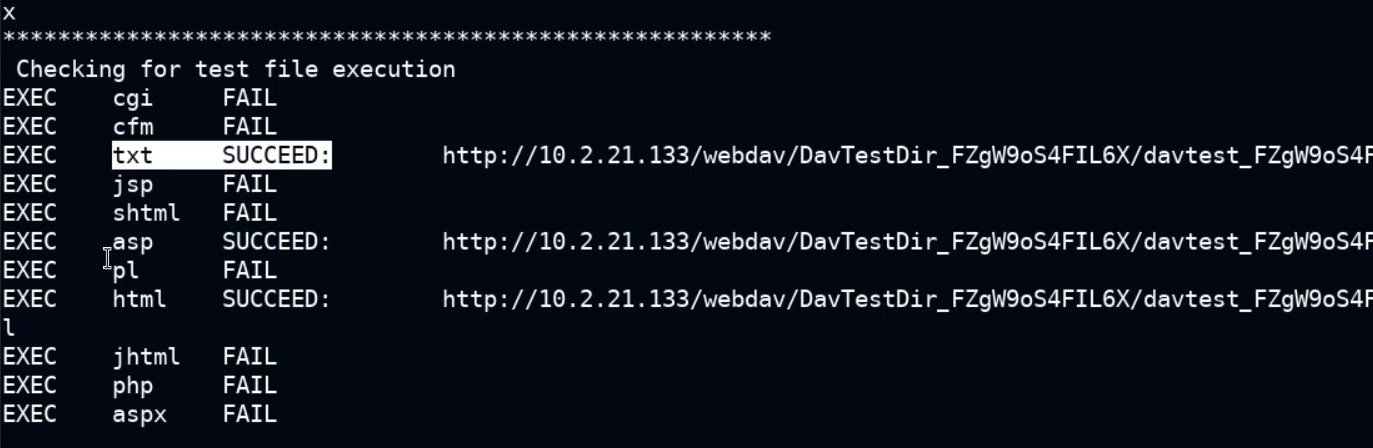 x
********************************************************
Checking for test file execution
EXEC cgi FAIL
EXEC cfm FAIL
EXEC txt SUCCEED: http://10.2.21.133/webdav/DavTestDir_FZgW9oS4FIL6X/davtest_FZgW9oS4F
EXEC jsp FAIL
EXEC shtml FAIL
EXEC asp SUCCEED: http://10.2.21.133/webdav/DavTestDir_FZgW9oS4FIL6X/davtest_FZgW9oS4F
EXEC pl FAIL
EXEC html SUCCEED: http://10.2.21.133/webdav/DavTestDir_FZgW9oS4FIL6X/davtest_FZgW9oS4F
l
EXEC jhtml FAIL
EXEC php FAIL
EXEC aspx FAIL